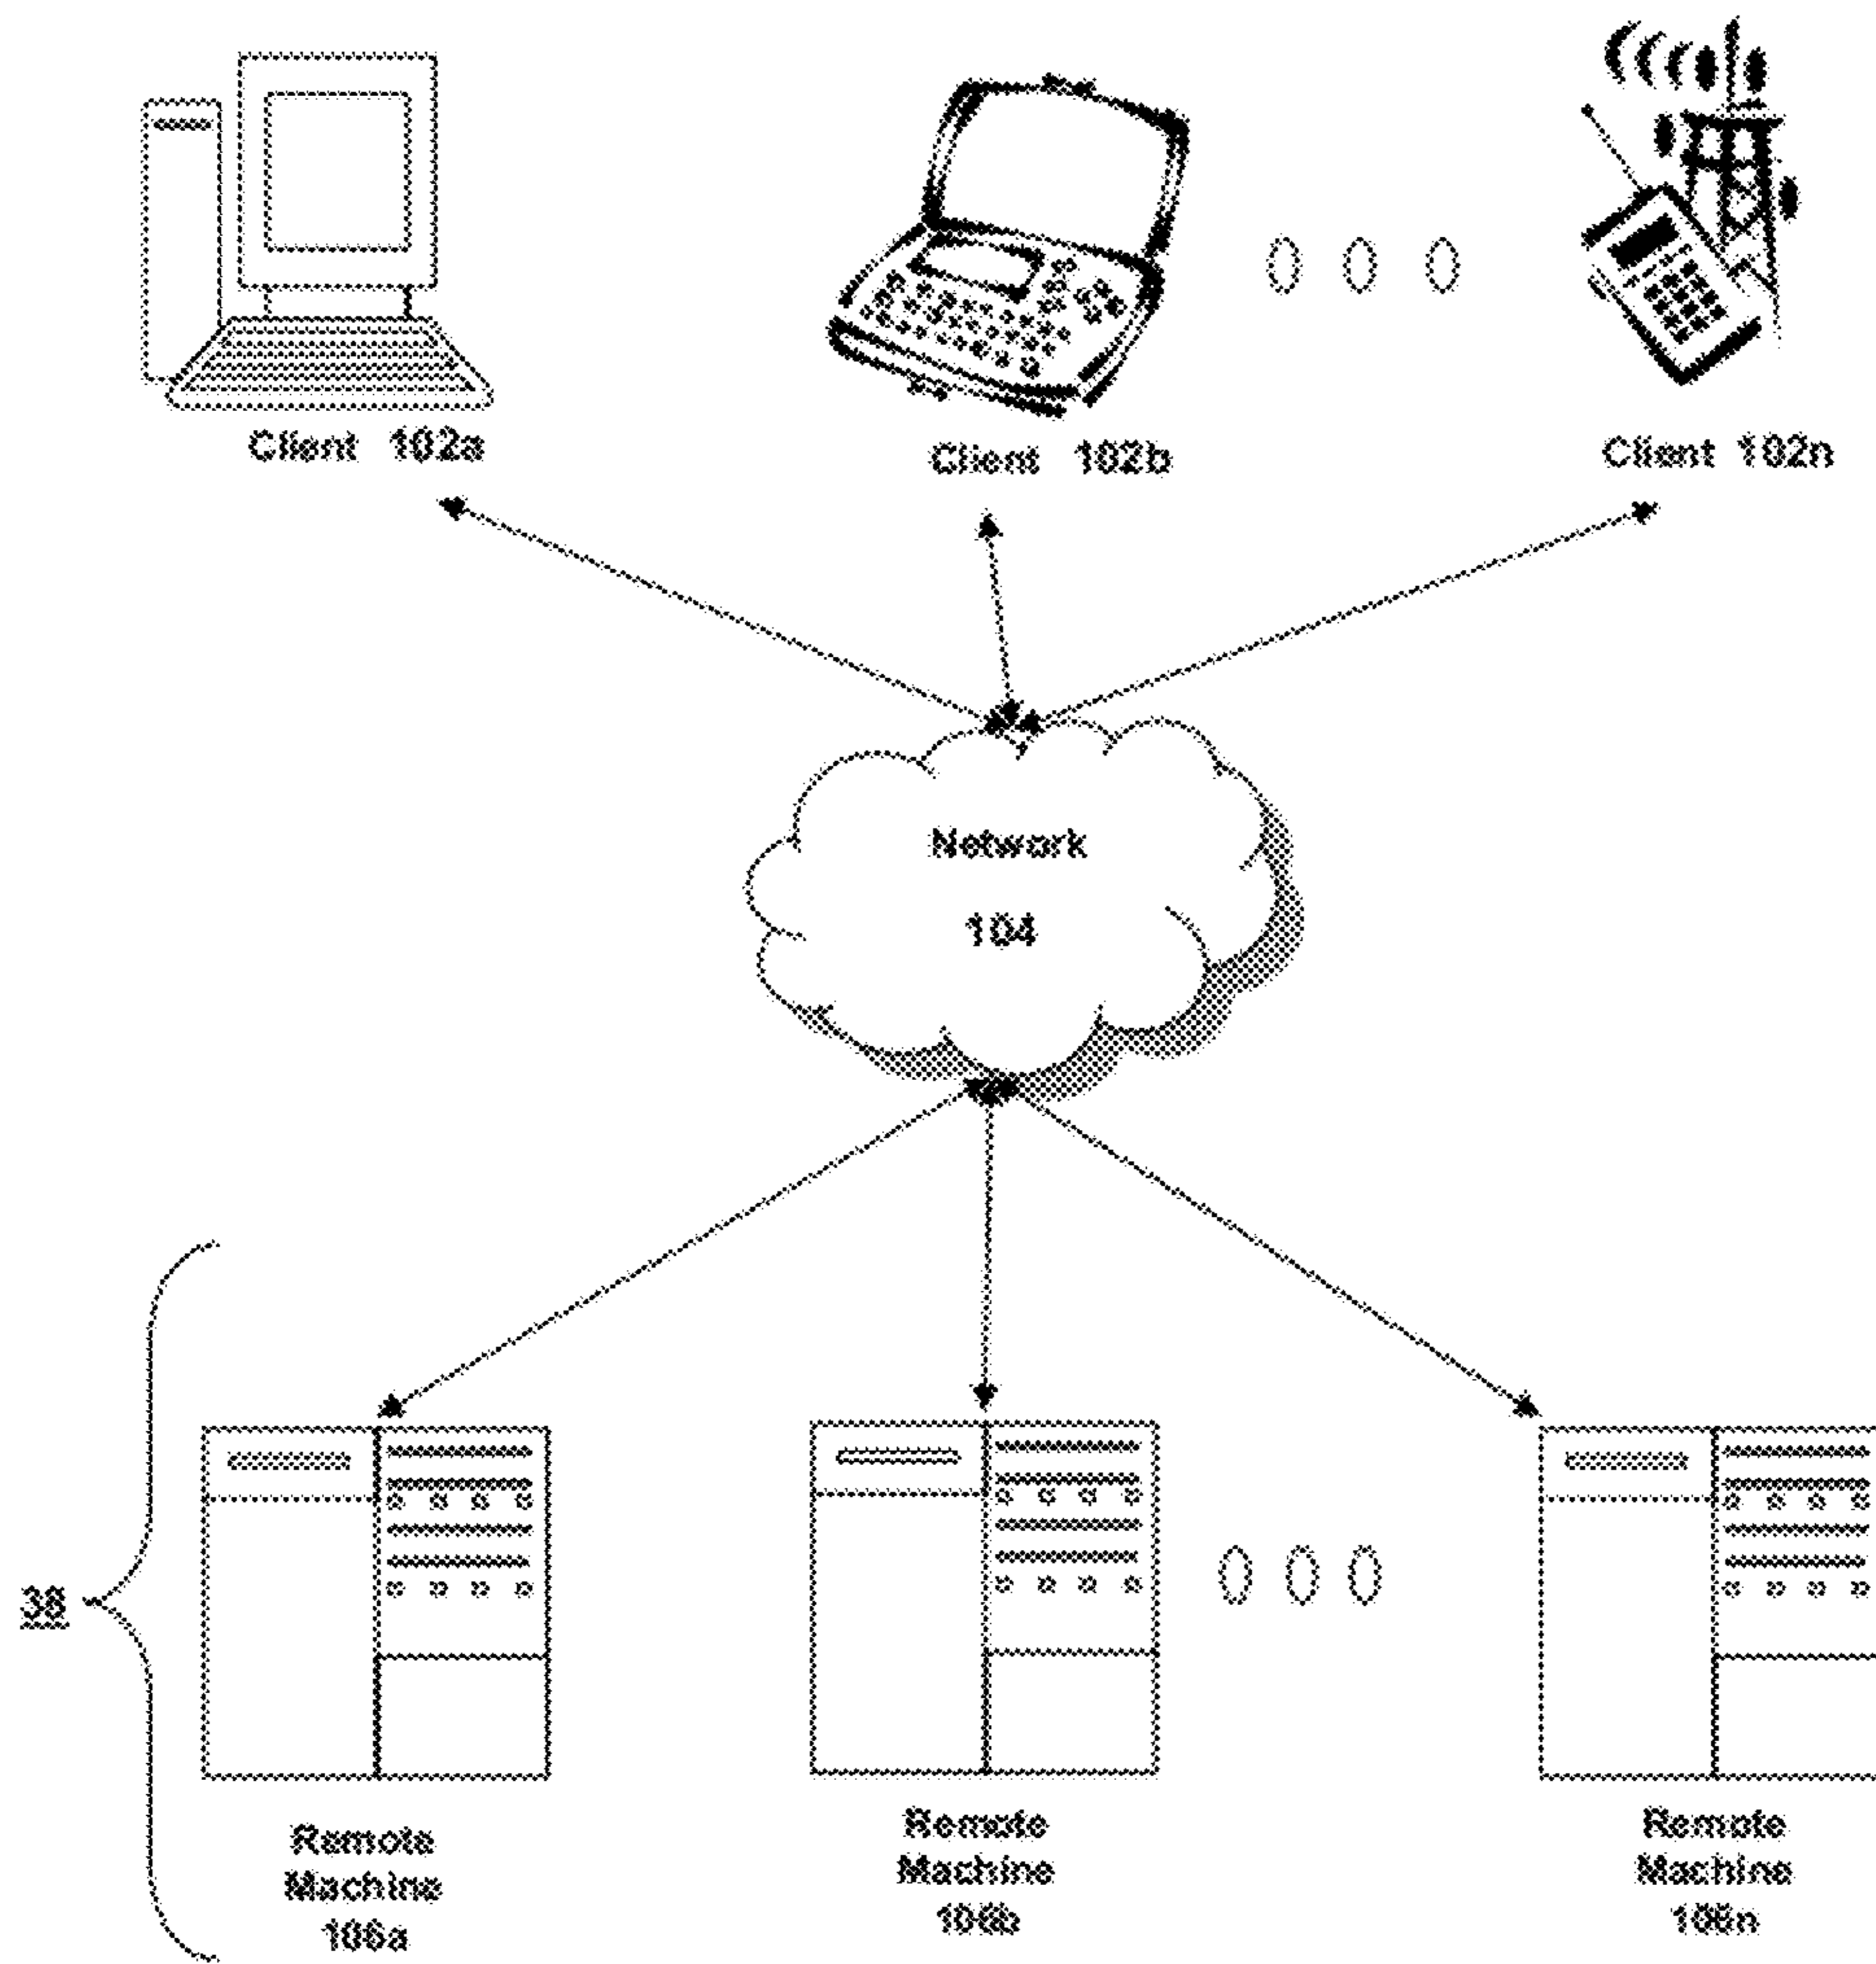 Client 102a
Client 102b
Client 102n
Network
104
Remote
Machine
106a
Remote
Machine
106b
Remote
Machine
106n
38